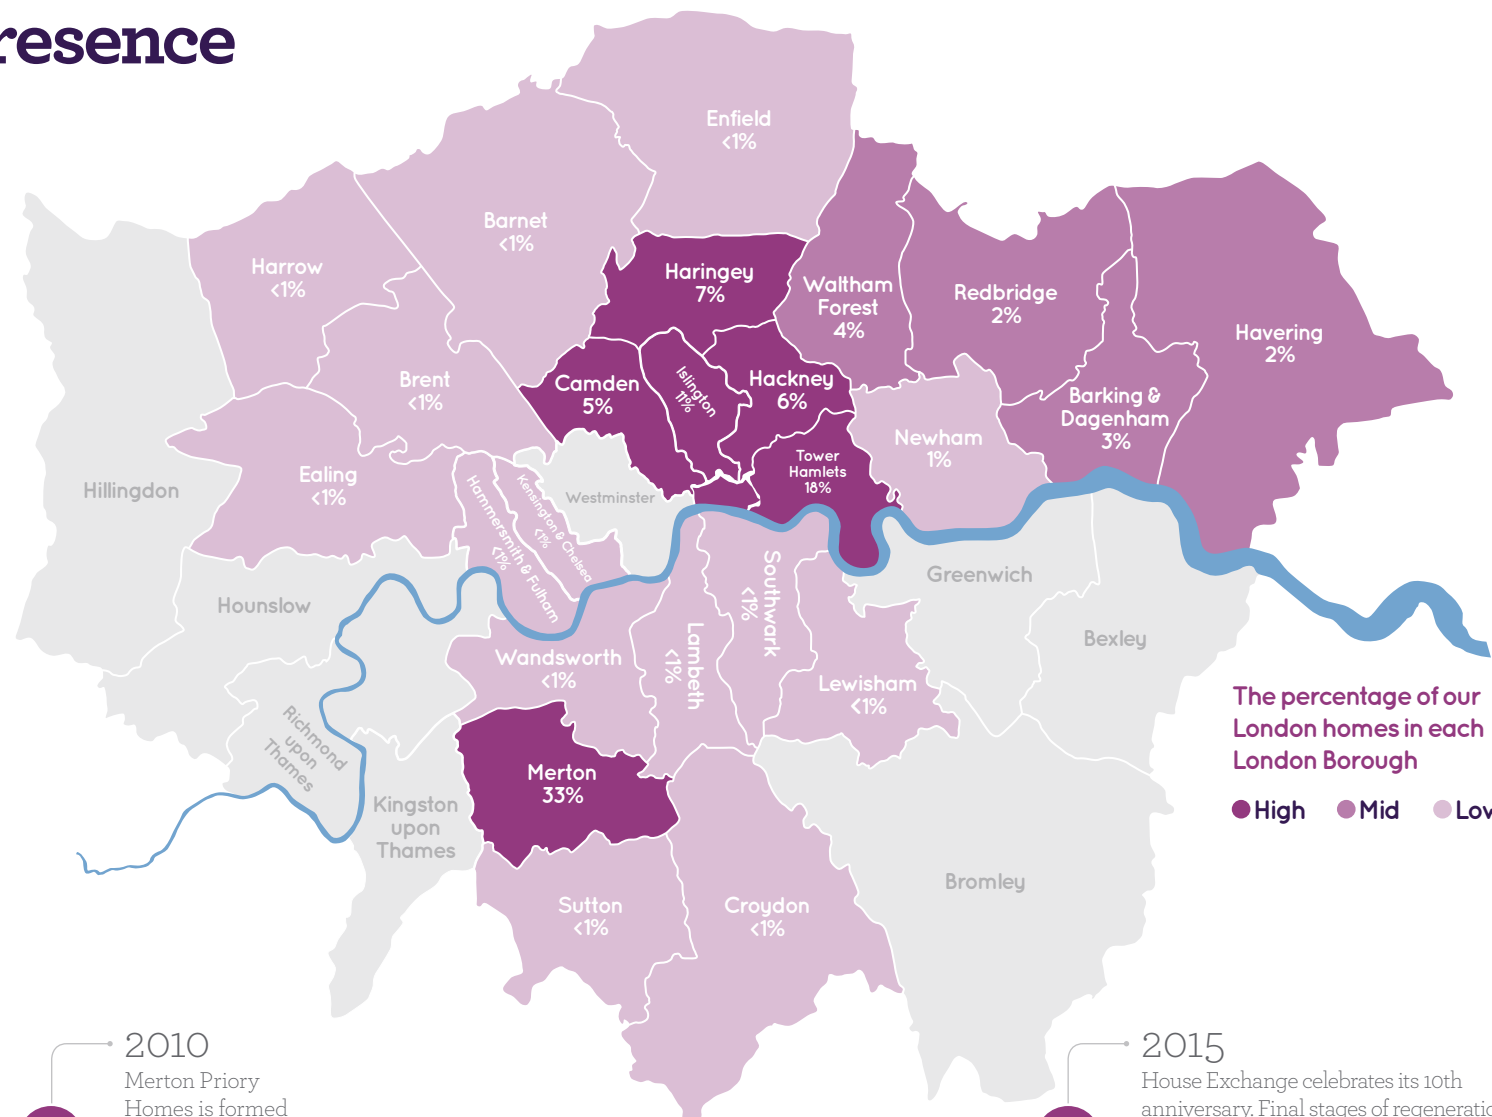 resence
Enfield
<1%
Barnet
<1%
Harrow
<1%
Haringey
7%
Waltham
Forest
4%
Redbridge
2%
Havering
2%
Brent
<1%
Camden
5%
Islington
11%
Hackney
6%
Barking &
Dagenham
3%
Newham
1%
Tower
Hamlets
18%
Ealing
<1%
Hillingdon
Westminster
Kensington & Chelsea
<1%
Hammersmith & Fulham
<1%
Hounslow
Southwark
<1%
Greenwich
Bexley
Lambeth
<1%
Wandsworth
<1%
Lewisham
<1%
Richmond
upon
Thames
Merton
33%
Kingston
upon
Thames
Sutton
<1%
Croydon
<1%
Bromley
The percentage of our
London homes in each
London Borough
High Mid Low
2010
Merton Priory
Homes is formed
2015
House Exchange celebrates its 10th
anniversary. Final stages of regeneratio